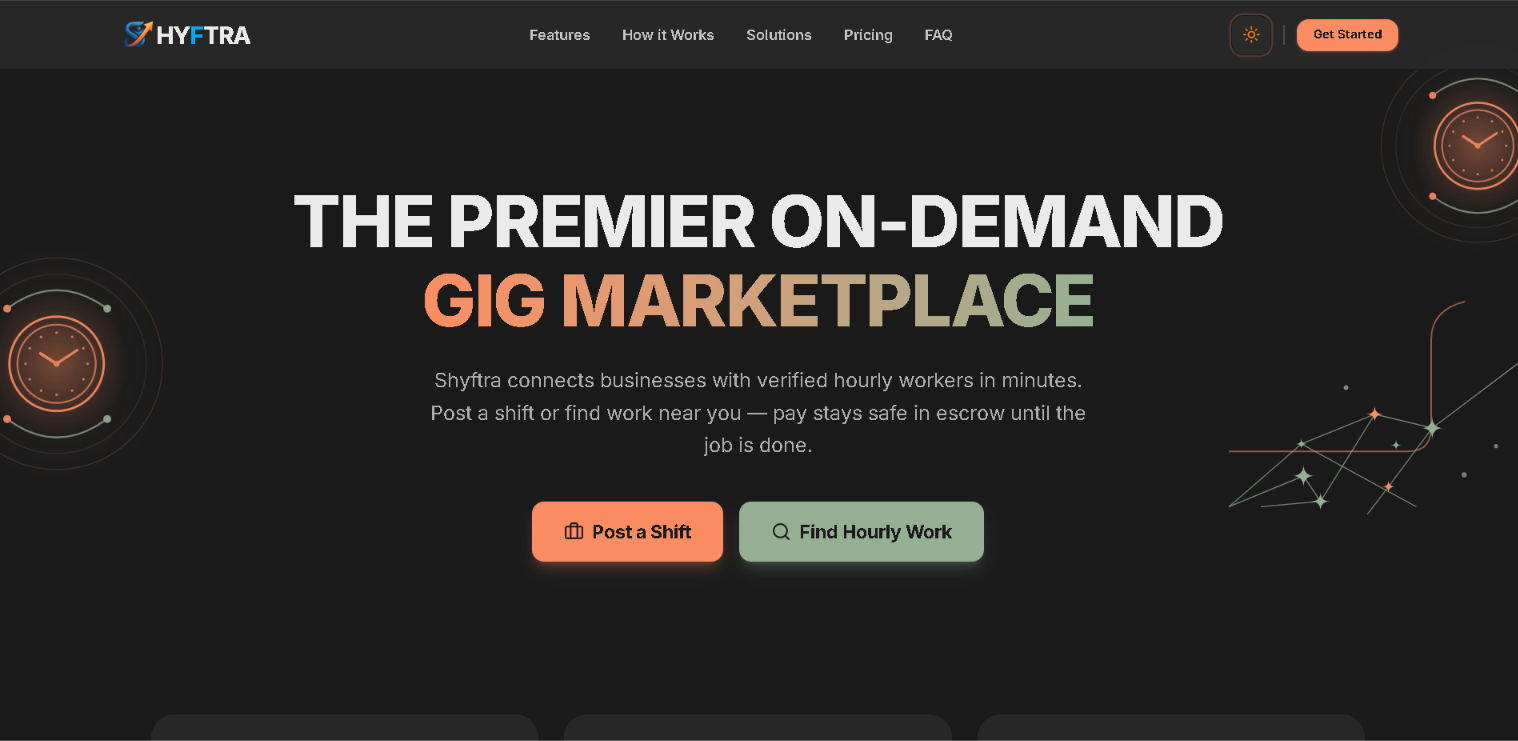 HYFTRA
Features
How it Works
Solutions
Pricing
FAQ
Get Started
THE PREMIER ON-DEMAND
GIG MARKETPLACE
Shyftra connects businesses with verified hourly workers in minutes.
Post a shift or find work near you — pay stays safe in escrow until the
job is done.
Post a Shift
Find Hourly Work